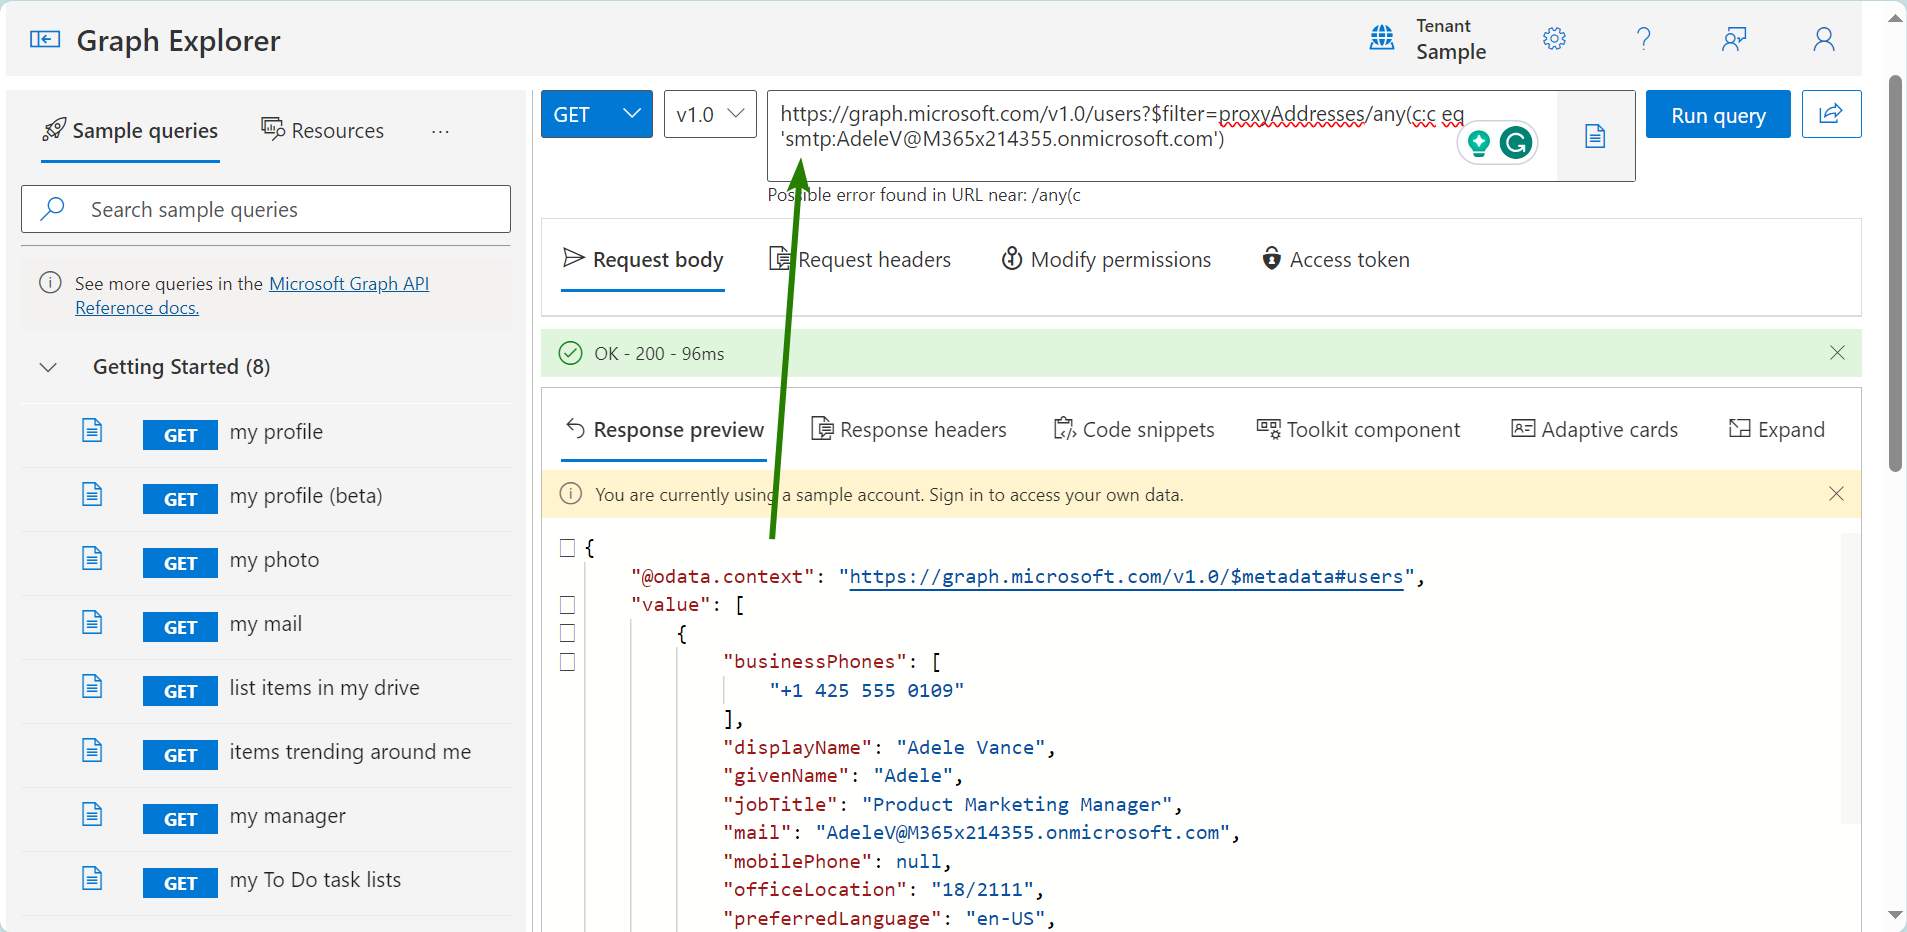 Graph Explorer
Tenant
Sample
Sample queries
Resources
...
Search sample queries
See more queries in the Microsoft Graph API
Reference docs.
Getting Started (8)
GET my profile
GET my profile (beta)
GET my photo
GET my mail
GET list items in my drive
GET items trending around me
GET my manager
GET my To Do task lists
GET
v1.0
https://graph.microsoft.com/v1.0/users?$filter=proxyAddresses/any(c:c eq
'smtp:AdeleV@M365x214355.onmicrosoft.com')
Run query
Possible error found in URL near: /any(c
Request body
Request headers
Modify permissions
Access token
OK - 200 - 96ms
Response preview
Response headers
Code snippets
Toolkit component
Adaptive cards
Expand
You are currently using a sample account. Sign in to access your own data.
{
"@odata.context": "https://graph.microsoft.com/v1.0/$metadata#users",
"value": [
{
"businessPhones": [
"+1 425 555 0109"
],
"displayName": "Adele Vance",
"givenName": "Adele",
"jobTitle": "Product Marketing Manager",
"mail": "AdeleV@M365x214355.onmicrosoft.com",
"mobilePhone": null,
"officeLocation": "18/2111",
"preferredLanguage": "en-US",